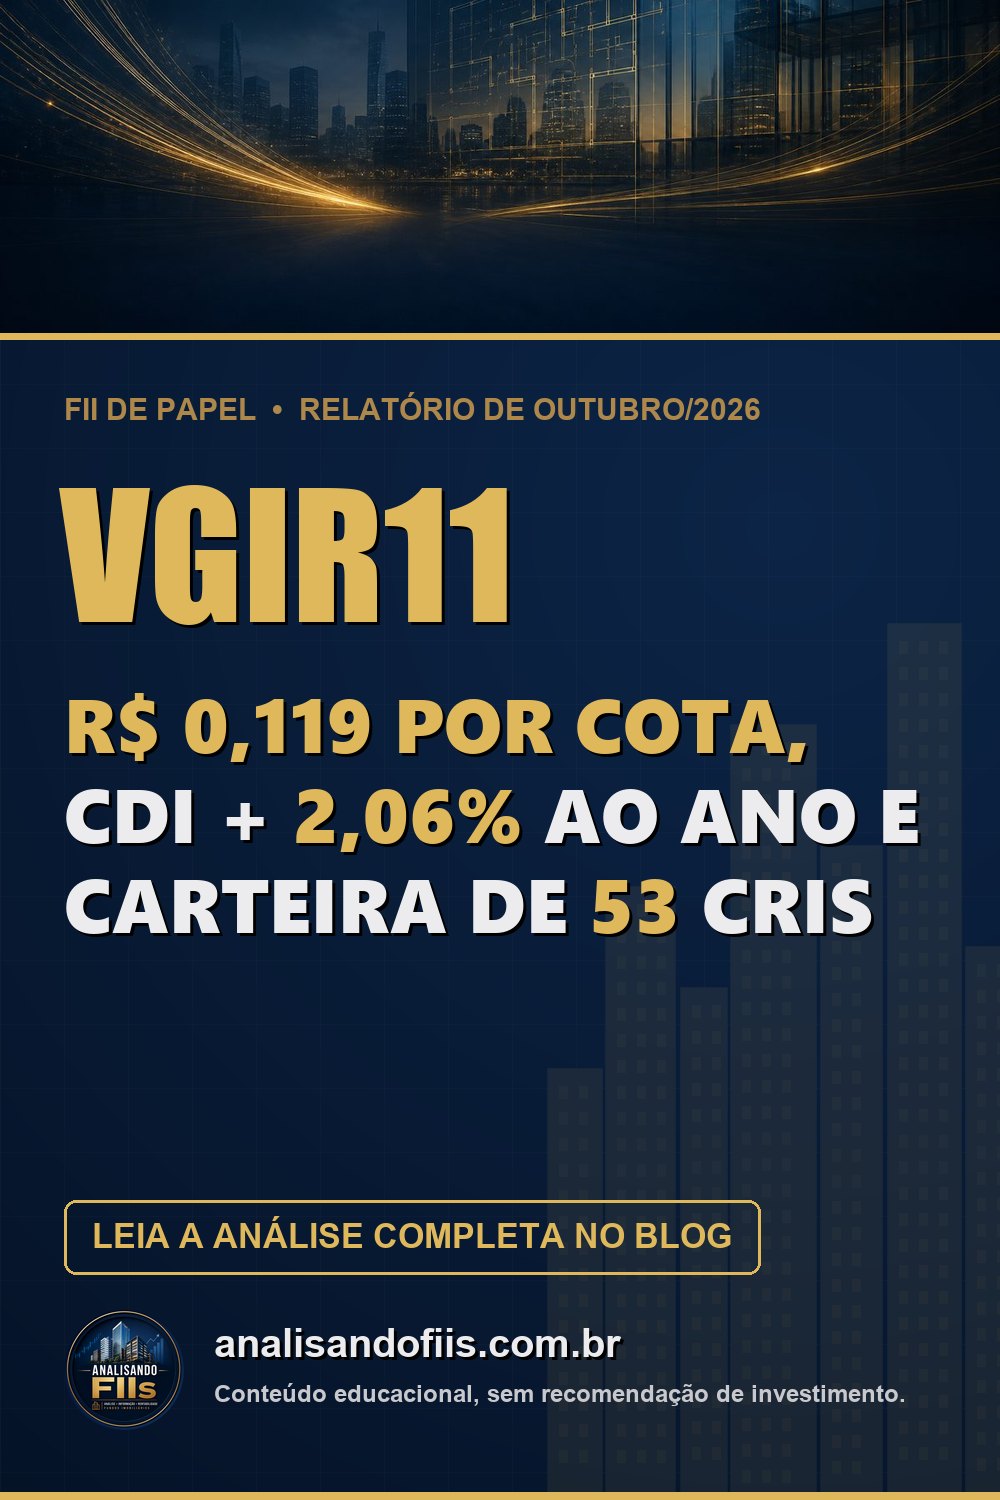 FII DE PAPEL • RELATÓRIO DE OUTUBRO/2026
VGIR11
R$ 0,119 POR COTA,
CDI + 2,06% AO ANO E
CARTEIRA DE 53 CRIS
LEIA A ANÁLISE COMPLETA NO BLOG
ANALISANDO
FIIs
analisandofiis.com.br
Conteúdo educacional, sem recomendação de investimento.